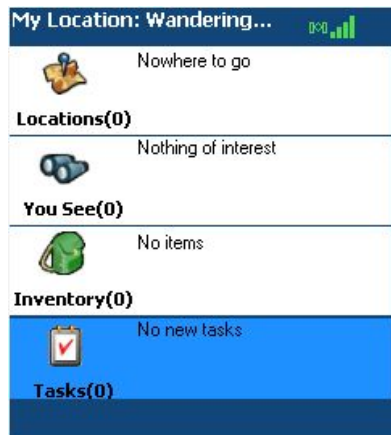 My Location: Wandering...
Nowhere to go
Locations(0)
Nothing of interest
You See(0)
No items
Inventory(0)
No new tasks
Tasks(0)